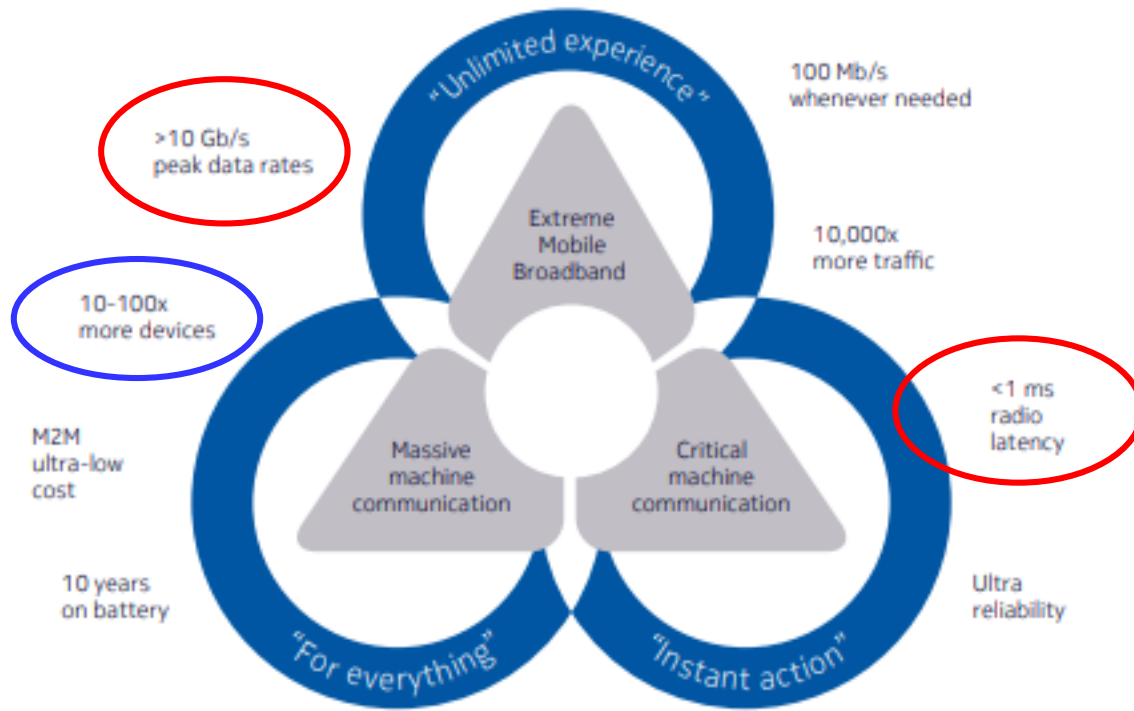 “Unlimited experience”
100 Mb/s
whenever needed
>10 Gb/s
peak data rates
Extreme
Mobile
Broadband
10,000x
more traffic
10-100x
more devices
<1 ms
radio
latency
M2M
ultra-low
cost
Massive
machine
communication
Critical
machine
communication
10 years
on battery
Ultra
reliability
“For everything”
“Instant action”